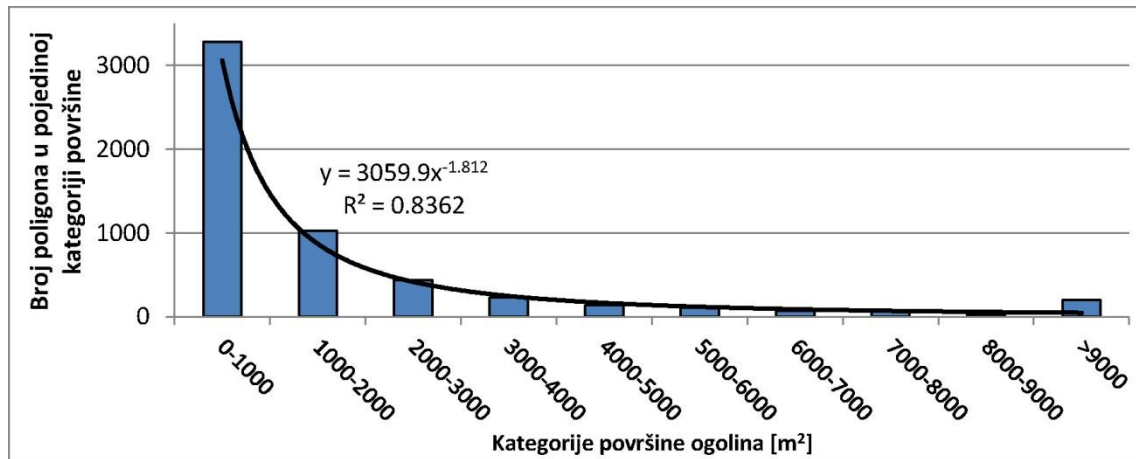 Broj poligona u pojedinoj
kategoriji površine
3000
2000
1000
0
y = 3059.9x^-1.812
R² = 0.8362
0-1000
1000-2000
2000-3000
3000-4000
4000-5000
5000-6000
6000-7000
7000-8000
8000-9000
>9000
Kategorije površine ogolina [m²]